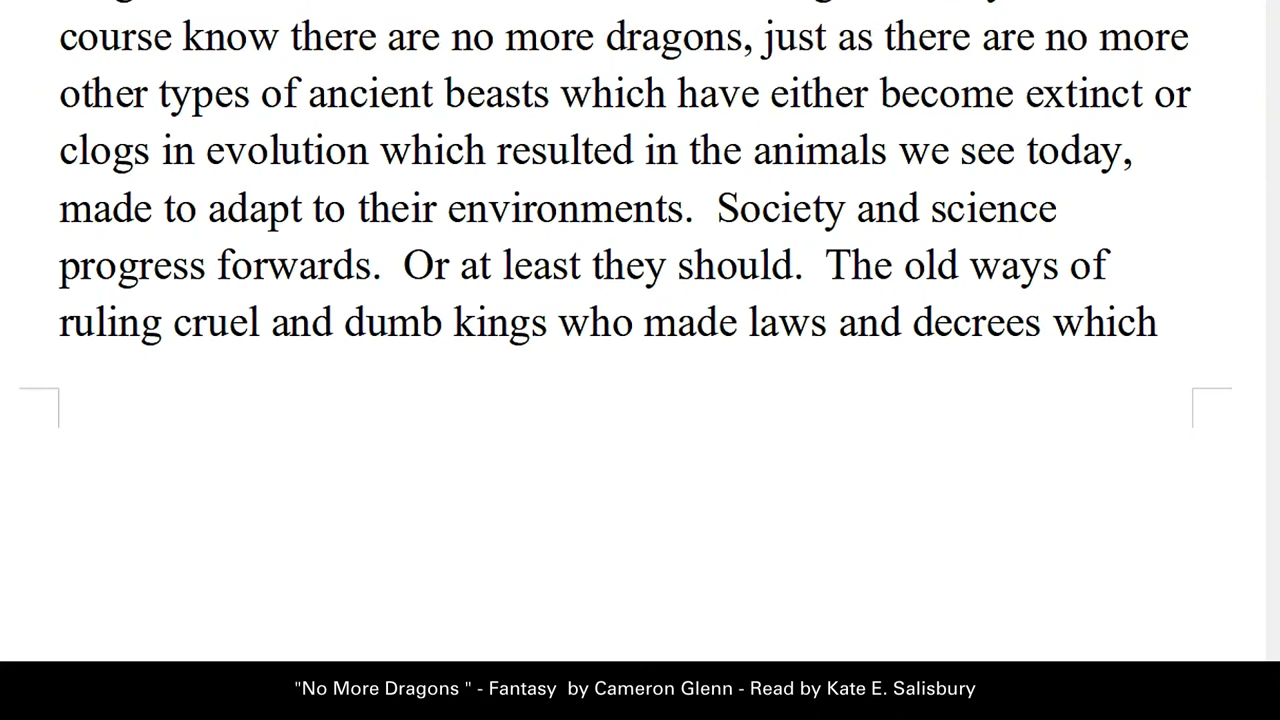 course know there are no more dragons, just as there are no more
other types of ancient beasts which have either become extinct or
clogs in evolution which resulted in the animals we see today,
made to adapt to their environments.  Society and science
progress forwards.  Or at least they should.  The old ways of
ruling cruel and dumb kings who made laws and decrees which
"No More Dragons " - Fantasy  by Cameron Glenn - Read by Kate E. Salisbury